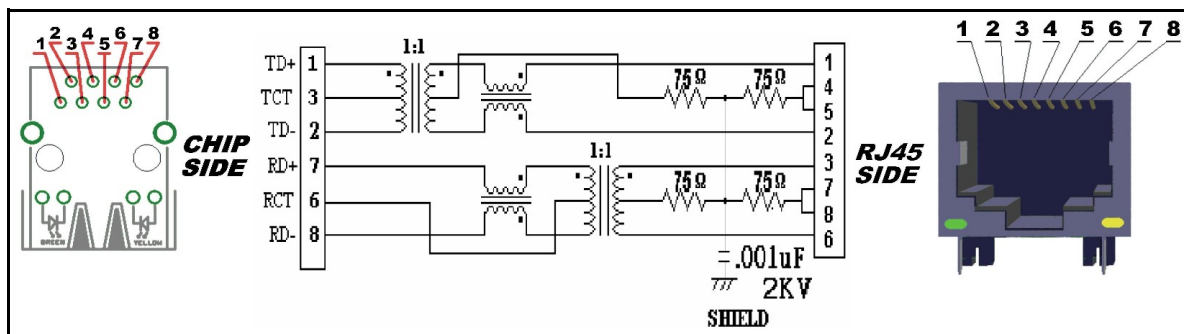 1 2 3 4 5 6 7 8
CHIP
SIDE
GREEN
YELLOW
1:1
TD+ 1
TCT 3
TD- 2
RD+ 7
RCT 6
RD- 8
75Ω 75Ω
1:1
75Ω 75Ω
.001uF
2KV
SHIELD
1
4
5
2
3
7
8
6
RJ45
SIDE
1 2 3 4 5 6 7 8